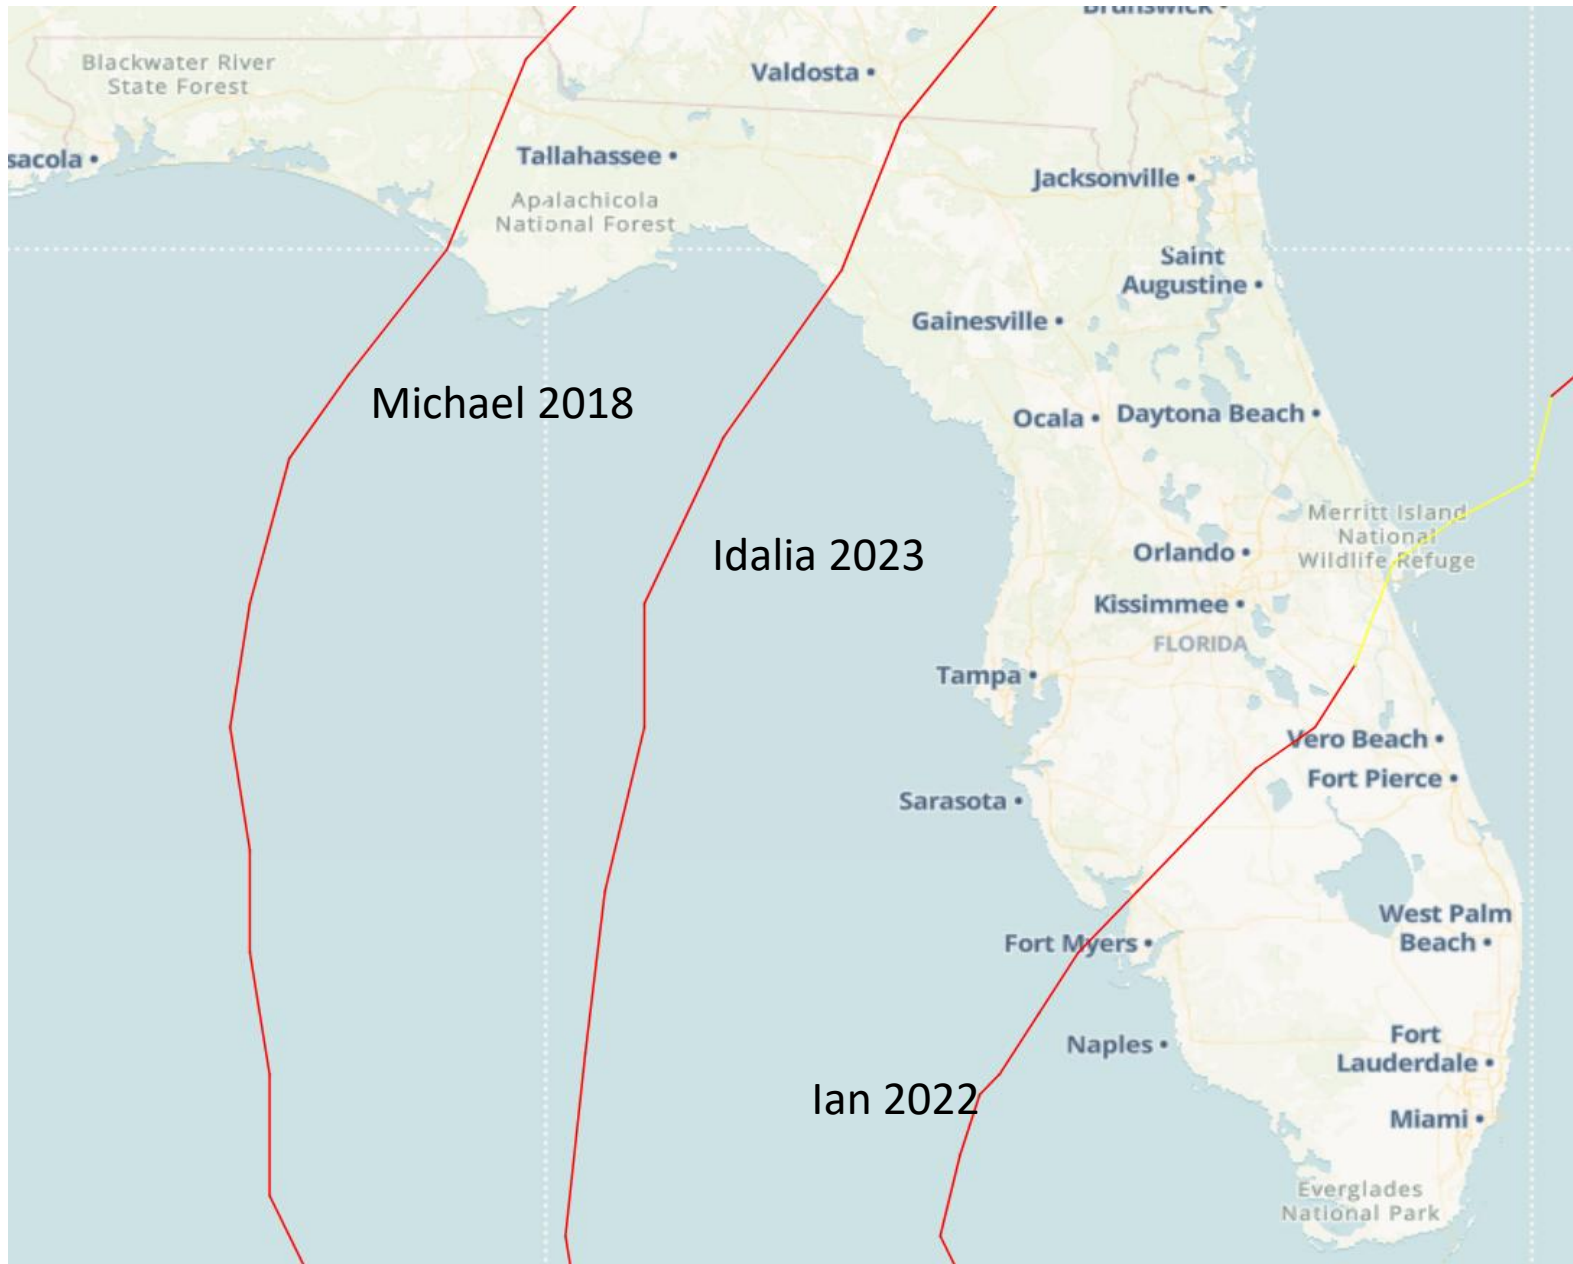 Brunswick
Blackwater River
State Forest
Valdosta
sacola
Tallahassee
Apalachicola
National Forest
Jacksonville
Saint
Augustine
Gainesville
Michael 2018
Ocala
Daytona Beach
Merritt Island
National
Wildlife Refuge
Idalia 2023
Orlando
Kissimmee
FLORIDA
Tampa
Vero Beach
Fort Pierce
Sarasota
West Palm
Beach
Fort Myers
Naples
Fort
Lauderdale
Ian 2022
Miami
Everglades
National Park